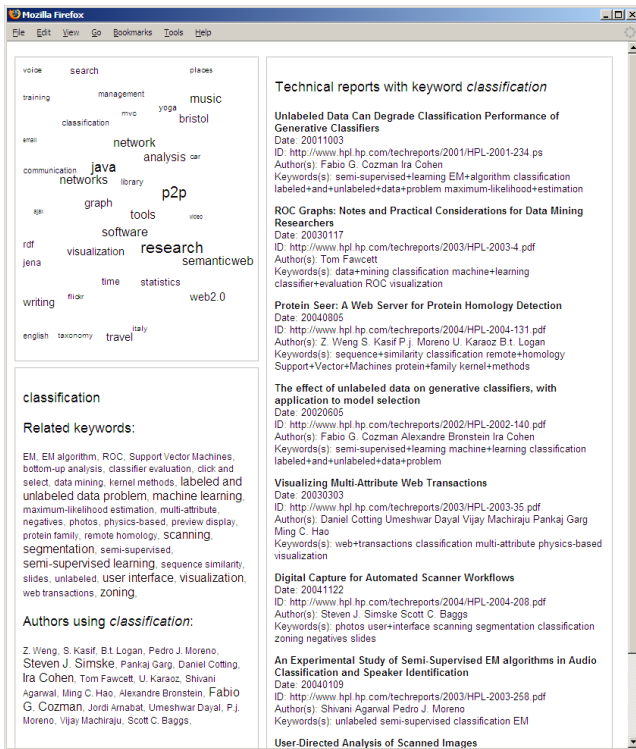 Mozilla Firefox
File Edit View Go Bookmarks Tools Help
voice search places
training management music
mvc yoga
classification bristol
email network
analysis car
communication java
networks library
p2p
graph
ajax tools video
software
rdf research
visualization
jena semanticweb
time statistics
flickr web2.0
writing
italy
english taxonomy travel
classification
Related keywords:
EM, EM algorithm, ROC, Support Vector Machines,
bottom-up analysis, classifier evaluation, click and
select, data mining, kernel methods, labeled and
unlabeled data problem, machine learning,
maximum-likelihood estimation, multi-attribute,
negatives, photos, physics-based, preview display,
protein family, remote homology, scanning,
segmentation, semi-supervised,
semi-supervised learning, sequence similarity,
slides, unlabeled, user interface, visualization,
web transactions, zoning,
Authors using classification:
Z. Weng, S. Kasif, B.t. Logan, Pedro J. Moreno,
Steven J. Simske, Pankaj Garg, Daniel Cotting,
Ira Cohen, Tom Fawcett, U. Karaoz, Shivani
Agarwal, Ming C. Hao, Alexandre Bronstein, Fabio
G. Cozman, Jordi Arnabat, Umeshwar Dayal, P.j.
Moreno, Vijay Machiraju, Scott C. Baggs,
Technical reports with keyword classification
Unlabeled Data Can Degrade Classification Performance of
Generative Classifiers
Date: 20011003
ID: http://www.hpl.hp.com/techreports/2001/HPL-2001-234.ps
Author(s): Fabio G. Cozman Ira Cohen
Keywords(s): semi-supervised+learning EM+algorithm classification
labeled+and+unlabeled+data+problem maximum-likelihood+estimation
ROC Graphs: Notes and Practical Considerations for Data Mining
Researchers
Date: 20030117
ID: http://www.hpl.hp.com/techreports/2003/HPL-2003-4.pdf
Author(s): Tom Fawcett
Keywords(s): data+mining classification machine+learning
classifier+evaluation ROC visualization
Protein Seer: A Web Server for Protein Homology Detection
Date: 20040805
ID: http://www.hpl.hp.com/techreports/2004/HPL-2004-131.pdf
Author(s): Z. Weng S. Kasif P.j. Moreno U. Karaoz B.t. Logan
Keywords(s): sequence+similarity classification remote+homology
Support+Vector+Machines protein+family kernel+methods
The effect of unlabeled data on generative classifiers, with
application to model selection
Date: 20020605
ID: http://www.hpl.hp.com/techreports/2002/HPL-2002-140.pdf
Author(s): Fabio G. Cozman Alexandre Bronstein Ira Cohen
Keywords(s): semi-supervised+learning machine+learning classification
labeled+and+unlabeled+data+problem
Visualizing Multi-Attribute Web Transactions
Date: 20030303
ID: http://www.hpl.hp.com/techreports/2003/HPL-2003-35.pdf
Author(s): Daniel Cotting Umeshwar Dayal Vijay Machiraju Pankaj Garg
Ming C. Hao
Keywords(s): web+transactions classification multi-attribute physics-based
visualization
Digital Capture for Automated Scanner Workflows
Date: 20041122
ID: http://www.hpl.hp.com/techreports/2004/HPL-2004-208.pdf
Author(s): Steven J. Simske Scott C. Baggs
Keywords(s): photos user+interface scanning segmentation classification
zoning negatives slides
An Experimental Study of Semi-Supervised EM algorithms in Audio
Classification and Speaker Identification
Date: 20040109
ID: http://www.hpl.hp.com/techreports/2003/HPL-2003-258.pdf
Author(s): Shivani Agarwal Pedro J. Moreno
Keywords(s): unlabeled semi-supervised classification EM
User-Directed Analysis of Scanned Images